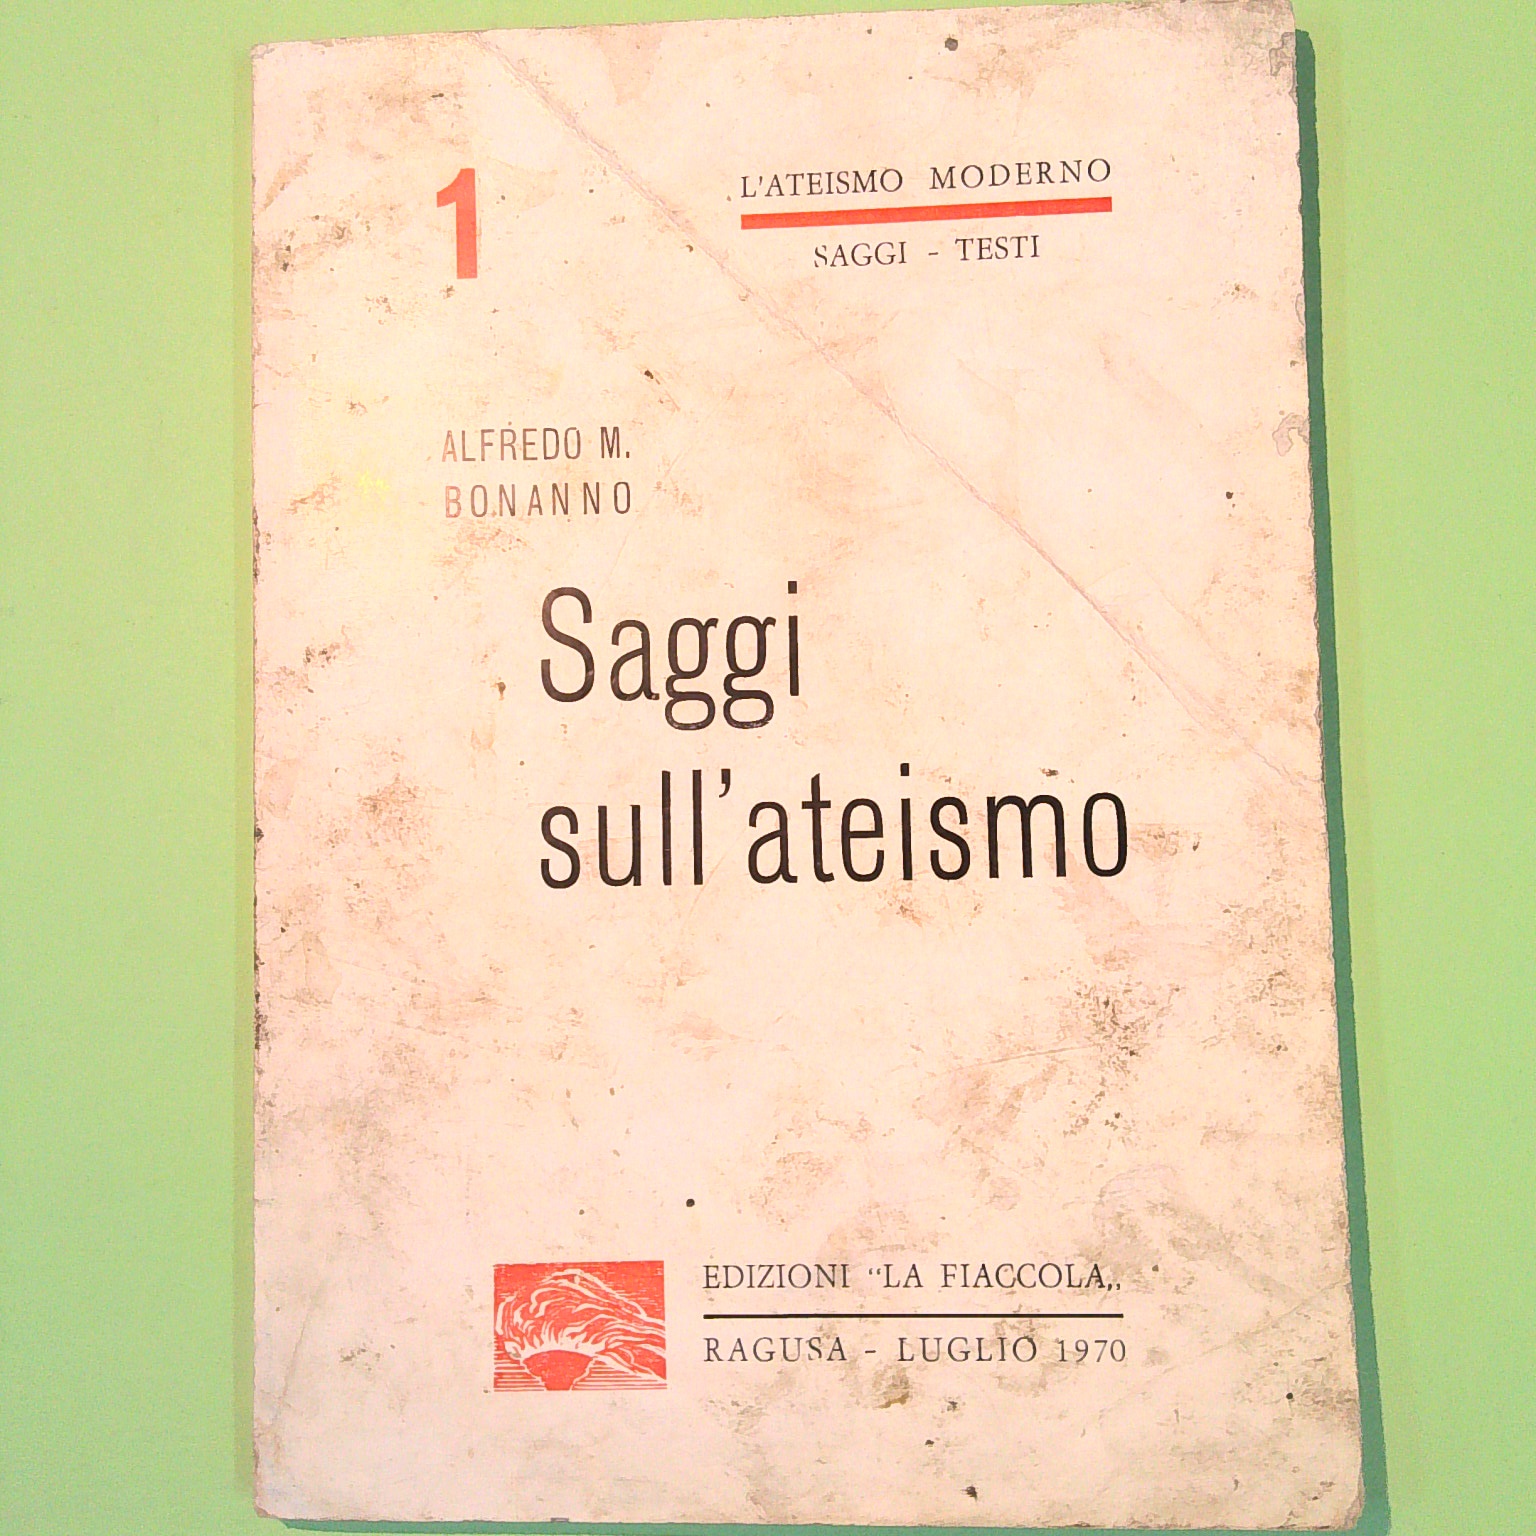 1
L'ATEISMO MODERNO
SAGGI - TESTI
ALFREDO M.
BONANNO
Saggi
sull'ateismo
EDIZIONI “LA FIACCOLA„
RAGUSA - LUGLIO 1970